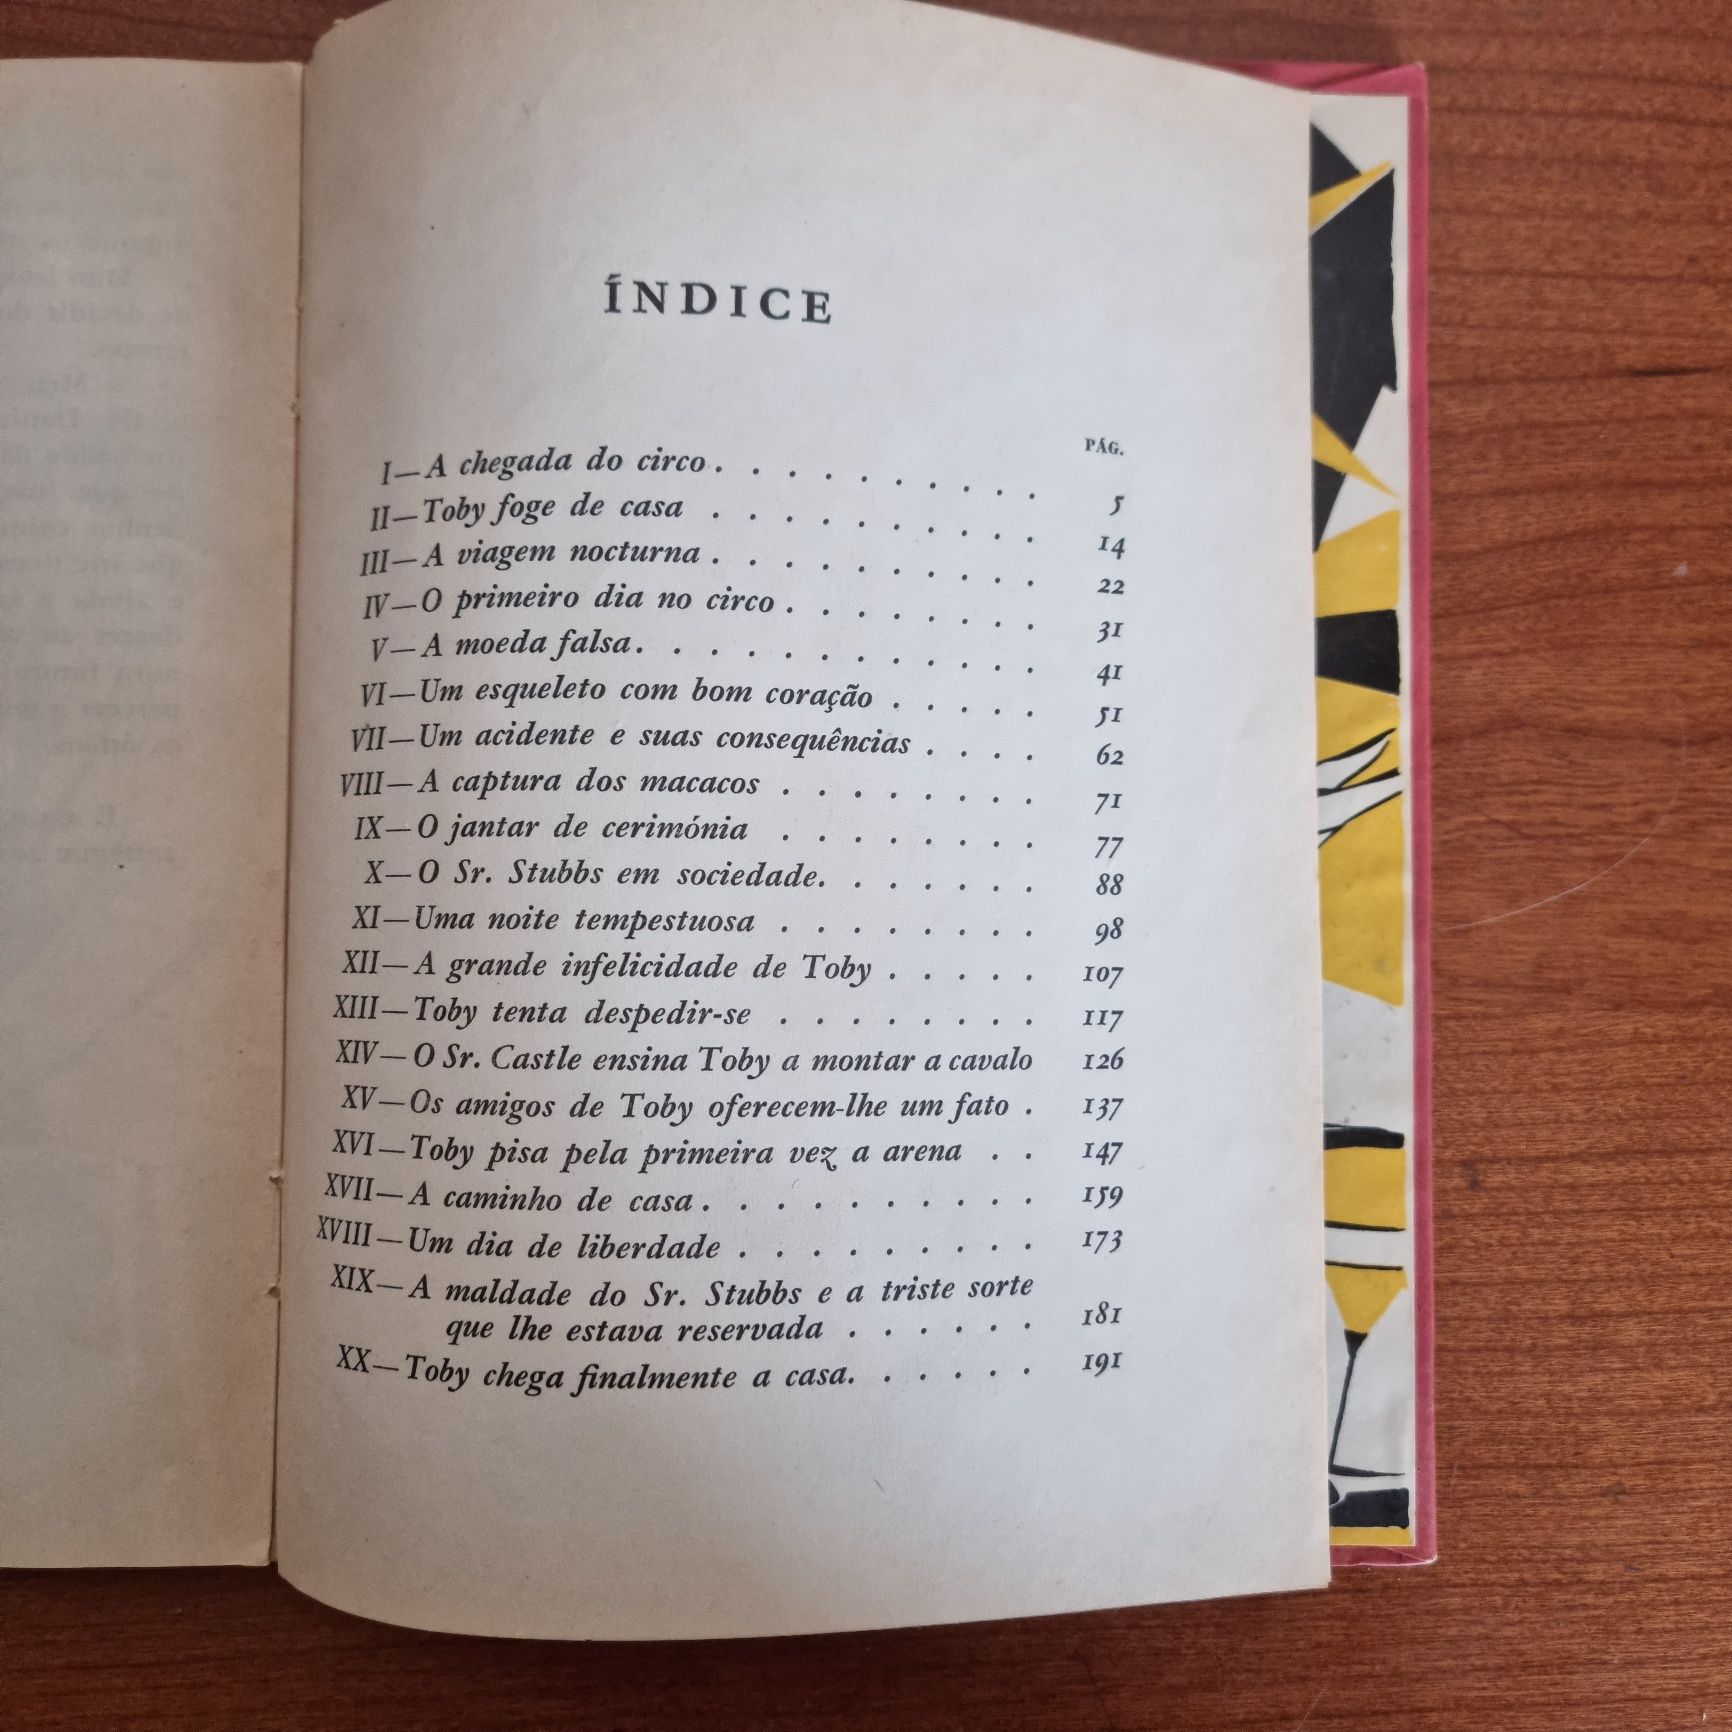 ÍNDICE
PÁG.
I — A chegada do circo . . . . . . . . . . 5
II — Toby foge de casa . . . . . . . . . . 14
III — A viagem nocturna . . . . . . . . . . 22
IV — O primeiro dia no circo . . . . . . . . 31
V — A moeda falsa . . . . . . . . . . . . 41
VI — Um esqueleto com bom coração . . . . . 51
VII — Um acidente e suas consequências . . . . 62
VIII — A captura dos macacos . . . . . . . . 71
IX — O jantar de cerimónia . . . . . . . . 77
X — O Sr. Stubbs em sociedade . . . . . . . 88
XI — Uma noite tempestuosa . . . . . . . . 98
XII — A grande infelicidade de Toby . . . . . 107
XIII — Toby tenta despedir-se . . . . . . . . 117
XIV — O Sr. Castle ensina Toby a montar a cavalo 126
XV — Os amigos de Toby oferecem-lhe um fato . 137
XVI — Toby pisa pela primeira vez a arena . . 147
XVII — A caminho de casa . . . . . . . . . . 159
XVIII — Um dia de liberdade . . . . . . . . . 173
XIX — A maldade do Sr. Stubbs e a triste sorte
que lhe estava reservada . . . . . . 181
XX — Toby chega finalmente a casa . . . . . . 191